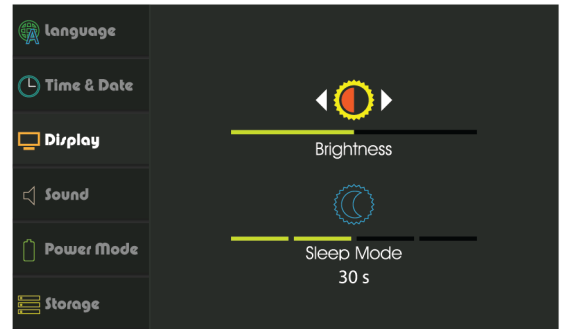 Language
Time & Date
Display
Sound
Power Mode
Storage
Brightness
Sleep Mode
30 s